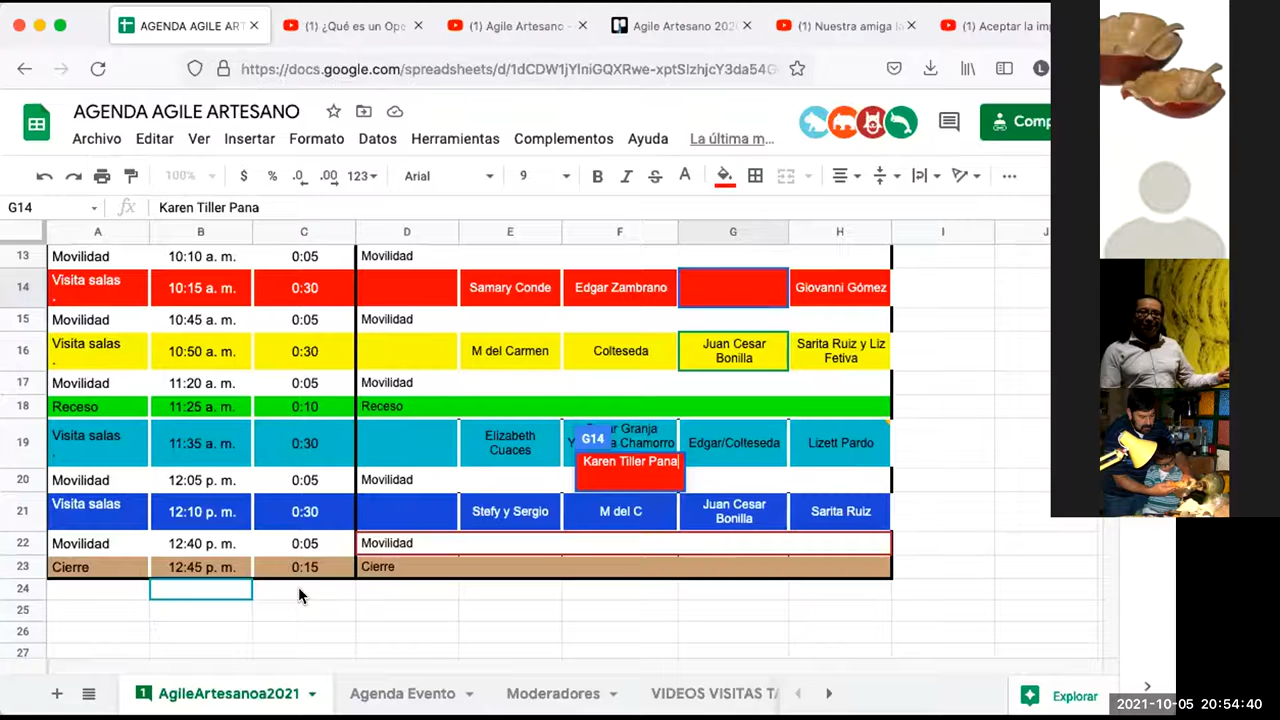 AGENDA AGILE ART
(1) ¿Qué es un Ope
(1) Agile Artesano -
Agile Artesano 202
(1) Nuestra amiga la
(1) Aceptar la imp
https://docs.google.com/spreadsheets/d/
AGENDA AGILE ARTESANO
Archivo Editar Ver Insertar Formato Datos Herramientas Complementos Ayuda La última m... Comp
100% $ % .0 .00 123 Arial 9 B I S A
G14 fx Karen Tiller Pana
A B C D E F G H I J
13 Movilidad 10:10 a. m. 0:05 Movilidad
14 Visita salas . 10:15 a. m. 0:30 Samary Conde Edgar Zambrano Giovanni Gómez
15 Movilidad 10:45 a. m. 0:05 Movilidad
16 Visita salas . 10:50 a. m. 0:30 M del Carmen Colteseda Juan Cesar Bonilla Sarita Ruiz y Liz Fetiva
17 Movilidad 11:20 a. m. 0:05 Movilidad
18 Receso 11:25 a. m. 0:10 Receso
19 Visita salas . 11:35 a. m. 0:30 Elizabeth Cuaces Granja Chamorro Edgar/Colteseda Lizett Pardo
G14
Karen Tiller Pana
20 Movilidad 12:05 p. m. 0:05 Movilidad
21 Visita salas . 12:10 p. m. 0:30 Stefy y Sergio M del C Juan Cesar Bonilla Sarita Ruiz
22 Movilidad 12:40 p. m. 0:05 Movilidad
23 Cierre 12:45 p. m. 0:15 Cierre
24
25
26
27
1 AgileArtesanoa2021 Agenda Evento Moderadores VIDEOS VISITAS TA Explorar
2021-10-05 20:54:40